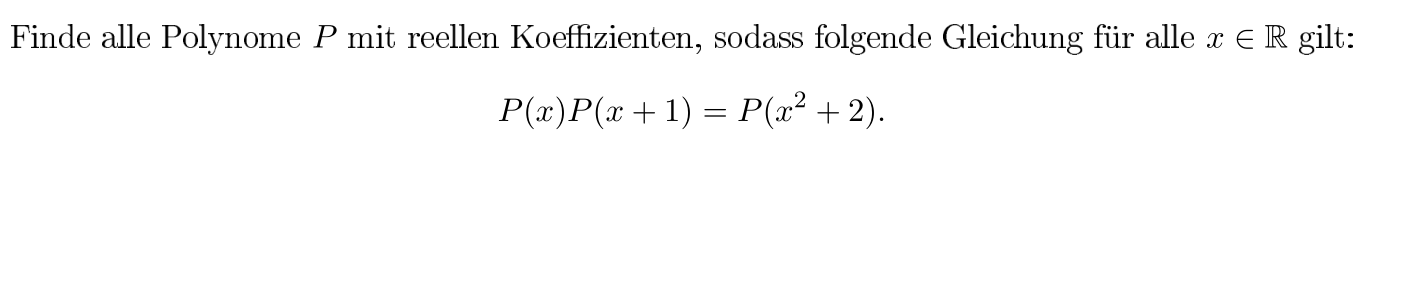 Finde alle Polynome P mit reellen Koeffizienten, sodass folgende Gleichung für alle x ∈ ℝ gilt:
P(x)P(x + 1) = P(x² + 2).